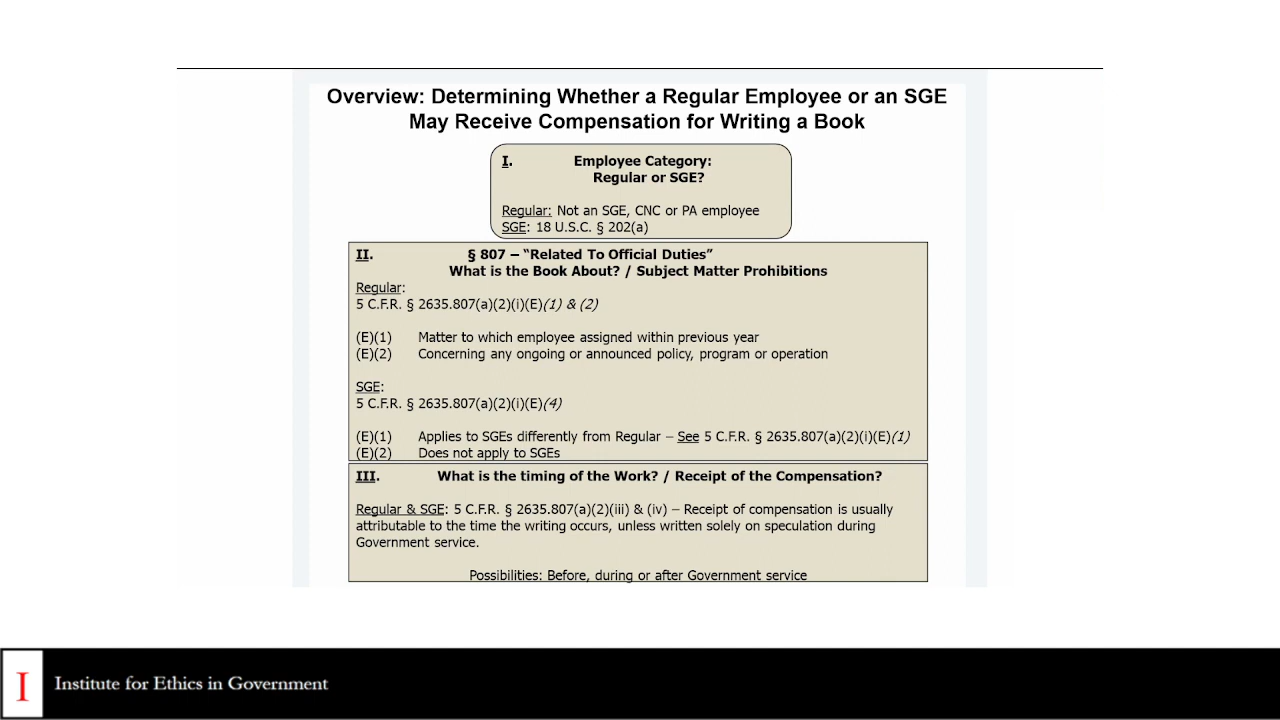 Overview: Determining Whether a Regular Employee or an SGE
May Receive Compensation for Writing a Book
I. Employee Category:
Regular or SGE?
Regular: Not an SGE, CNC or PA employee
SGE: 18 U.S.C. § 202(a)
II. § 807 – “Related To Official Duties”
What is the Book About? / Subject Matter Prohibitions
Regular:
5 C.F.R. § 2635.807(a)(2)(i)(E)(1) & (2)
(E)(1) Matter to which employee assigned within previous year
(E)(2) Concerning any ongoing or announced policy, program or operation
SGE:
5 C.F.R. § 2635.807(a)(2)(i)(E)(4)
(E)(1) Applies to SGEs differently from Regular – See 5 C.F.R. § 2635.807(a)(2)(i)(E)(1)
(E)(2) Does not apply to SGEs
III. What is the timing of the Work? / Receipt of the Compensation?
Regular & SGE: 5 C.F.R. § 2635.807(a)(2)(iii) & (iv) – Receipt of compensation is usually
attributable to the time the writing occurs, unless written solely on speculation during
Government service.
Possibilities: Before, during or after Government service
I Institute for Ethics in Government